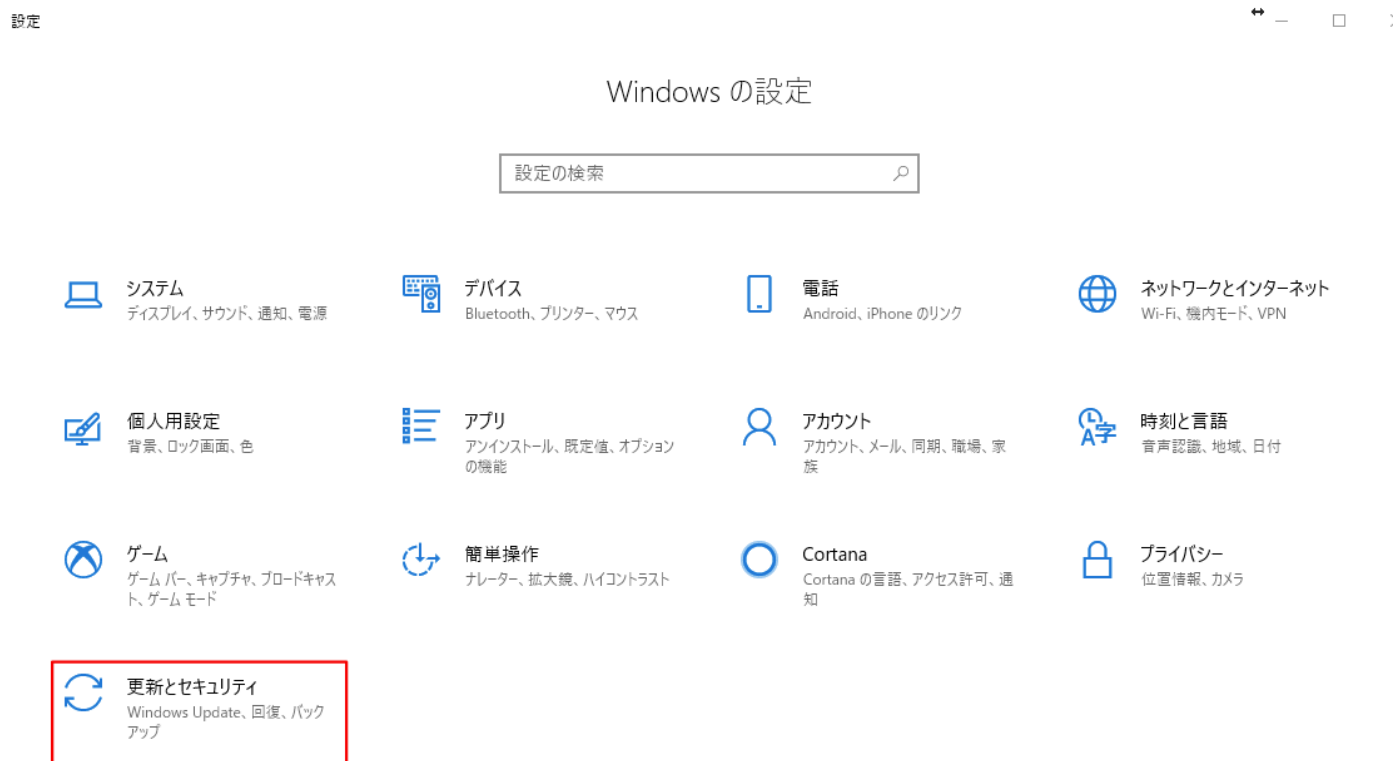 設定
Windows の設定
設定の検索
システム
ディスプレイ、サウンド、通知、電源
デバイス
Bluetooth、プリンター、マウス
電話
Android、iPhone のリンク
ネットワークとインターネット
Wi-Fi、機内モード、VPN
個人用設定
背景、ロック画面、色
アプリ
アンインストール、既定値、オプション
の機能
アカウント
アカウント、メール、同期、職場、家
族
時刻と言語
音声認識、地域、日付
ゲーム
ゲーム バー、キャプチャ、ブロードキャス
ト、ゲーム モード
簡単操作
ナレーター、拡大鏡、ハイコントラスト
Cortana
Cortana の言語、アクセス許可、通
知
プライバシー
位置情報、カメラ
更新とセキュリティ
Windows Update、回復、バック
アップ